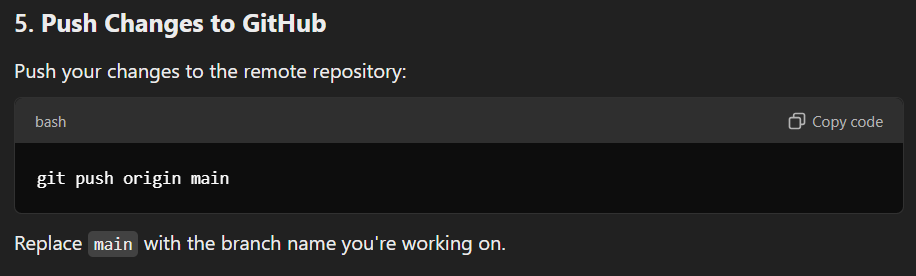 5. Push Changes to GitHub
Push your changes to the remote repository:
bash
Copy code
git push origin main
Replace main with the branch name you're working on.